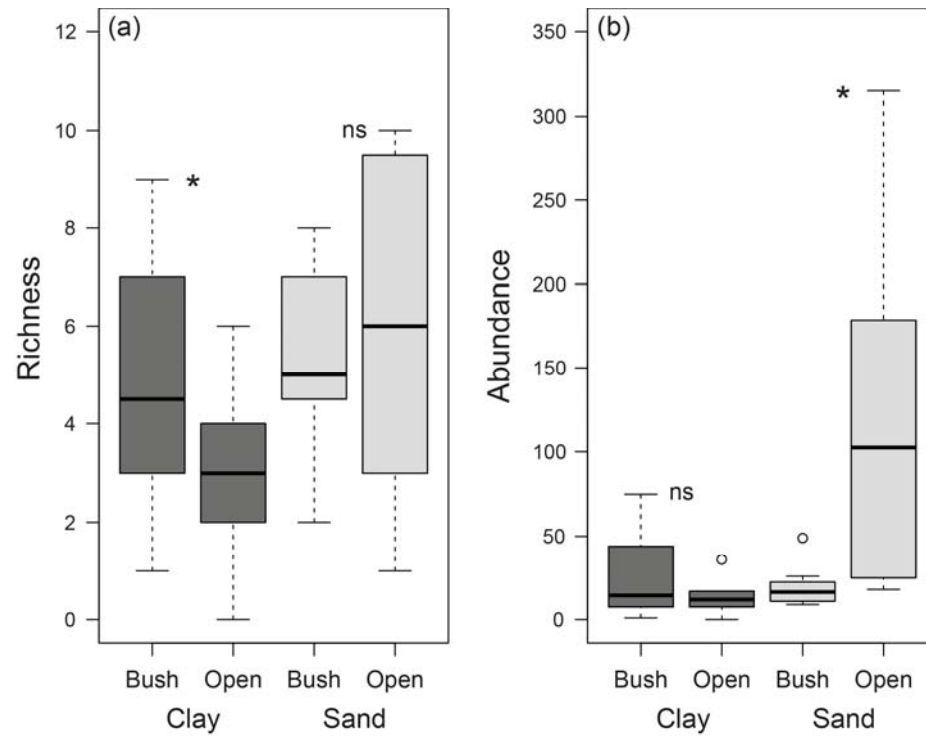 (a)
Richness
12
10
8
6
4
2
0
*
ns
Bush Open Bush Open
Clay Sand
(b)
Abundance
350
300
250
200
150
100
50
0
*
ns
Bush Open Bush Open
Clay Sand